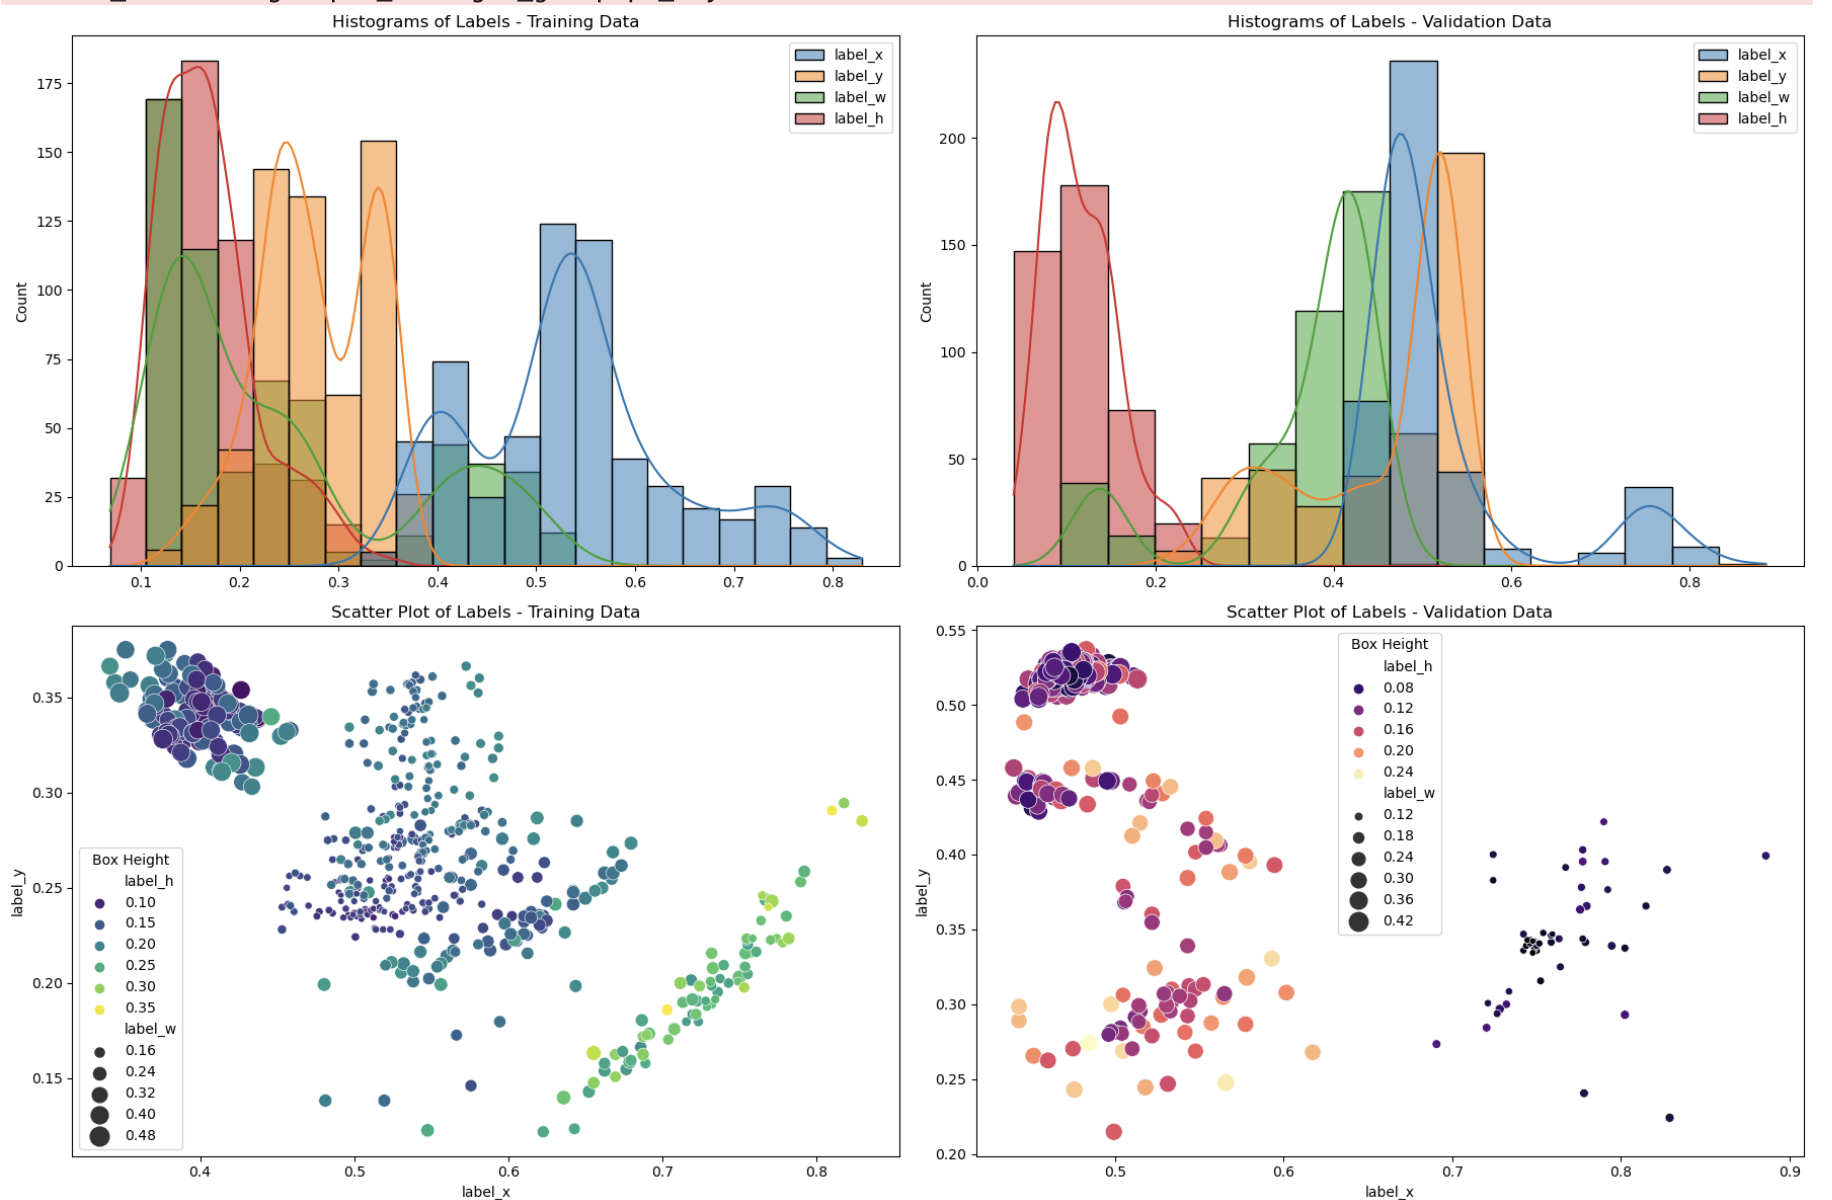 Histograms of Labels - Training Data
label_x
label_y
label_w
label_h
Count
175
150
125
100
75
50
25
0
0.1 0.2 0.3 0.4 0.5 0.6 0.7 0.8
Histograms of Labels - Validation Data
label_x
label_y
label_w
label_h
Count
200
150
100
50
0
0.0 0.2 0.4 0.6 0.8
Scatter Plot of Labels - Training Data
label_y
0.35
0.30
0.25
0.20
0.15
Box Height
label_h
0.10
0.15
0.20
0.25
0.30
0.35
label_w
0.16
0.24
0.32
0.40
0.48
0.4 0.5 0.6 0.7 0.8
label_x
Scatter Plot of Labels - Validation Data
label_y
0.55
0.50
0.45
0.40
0.35
0.30
0.25
0.20
Box Height
label_h
0.08
0.12
0.16
0.20
0.24
label_w
0.12
0.18
0.24
0.30
0.36
0.42
0.5 0.6 0.7 0.8 0.9
label_x